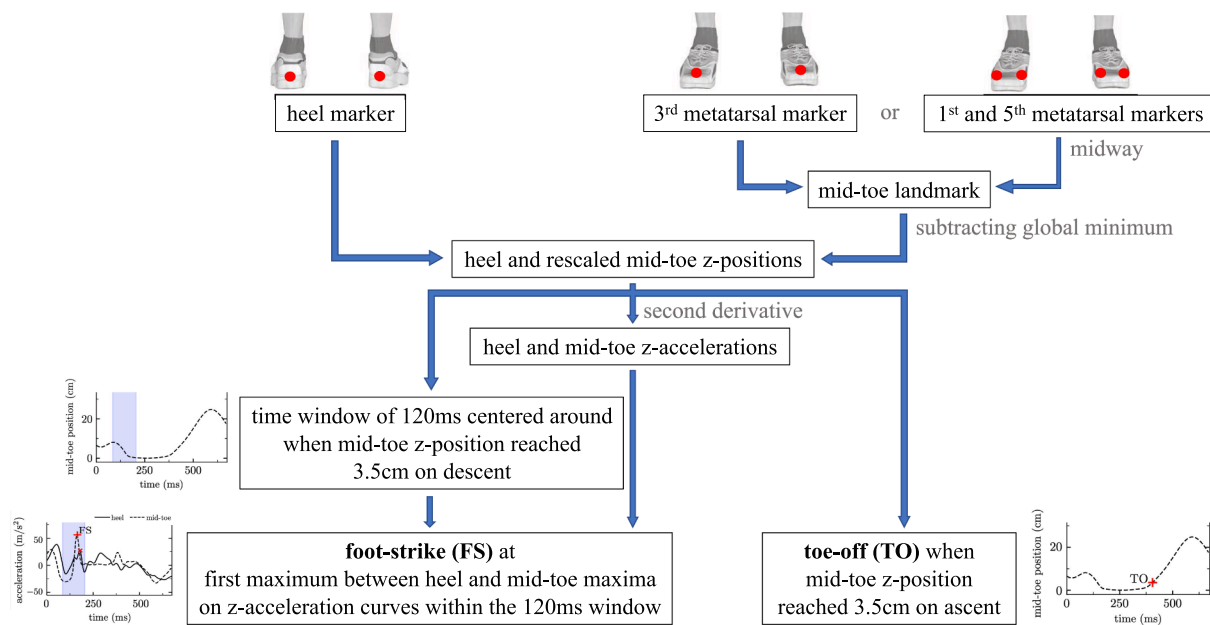 heel marker
3rd metatarsal marker
or
1st and 5th metatarsal markers
midway
mid-toe landmark
subtracting global minimum
heel and rescaled mid-toe z-positions
second derivative
heel and mid-toe z-accelerations
mid-toe position (cm)
20
0
0
250
500
time (ms)
time window of 120ms centered around
when mid-toe z-position reached
3.5cm on descent
acceleration (m/s²)
heel
mid-toe
FS
50
0
−50
0
250
500
time (ms)
foot-strike (FS) at
first maximum between heel and mid-toe maxima
on z-acceleration curves within the 120ms window
toe-off (TO) when
mid-toe z-position
reached 3.5cm on ascent
mid-toe position (cm)
20
0
TO
0
250
500
time (ms)